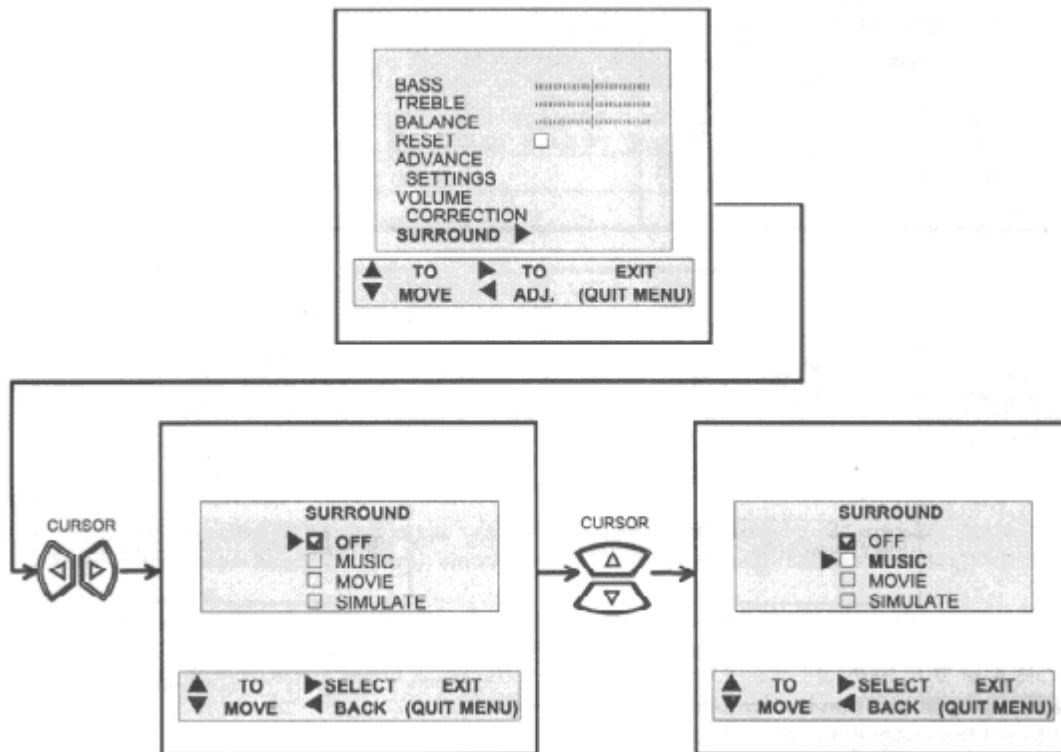 BASS
TREBLE
BALANCE
RESET
ADVANCE
SETTINGS
VOLUME
CORRECTION
SURROUND
TO MOVE TO ADJ. EXIT (QUIT MENU)
CURSOR
SURROUND
OFF
MUSIC
MOVIE
SIMULATE
TO MOVE SELECT BACK EXIT (QUIT MENU)
CURSOR
SURROUND
OFF
MUSIC
MOVIE
SIMULATE
TO MOVE SELECT BACK EXIT (QUIT MENU)